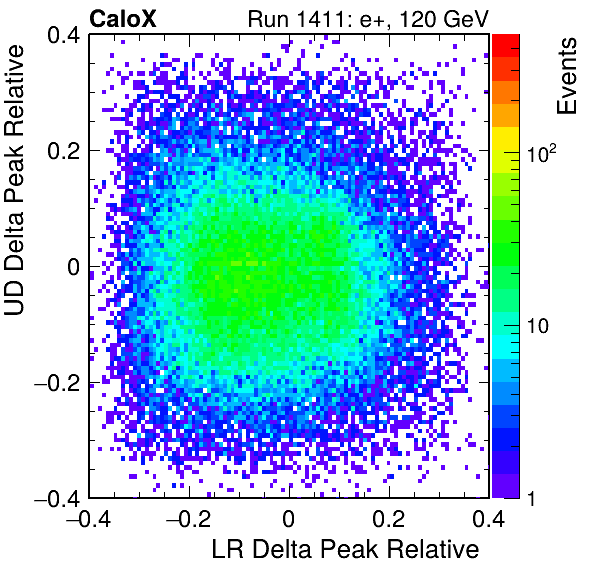 CaloX Run 1411: e+, 120 GeV
Events
UD Delta Peak Relative
0.4
0.2
0
−0.2
−0.4
−0.4 −0.2 0 0.2 0.4
LR Delta Peak Relative
10²
10
1